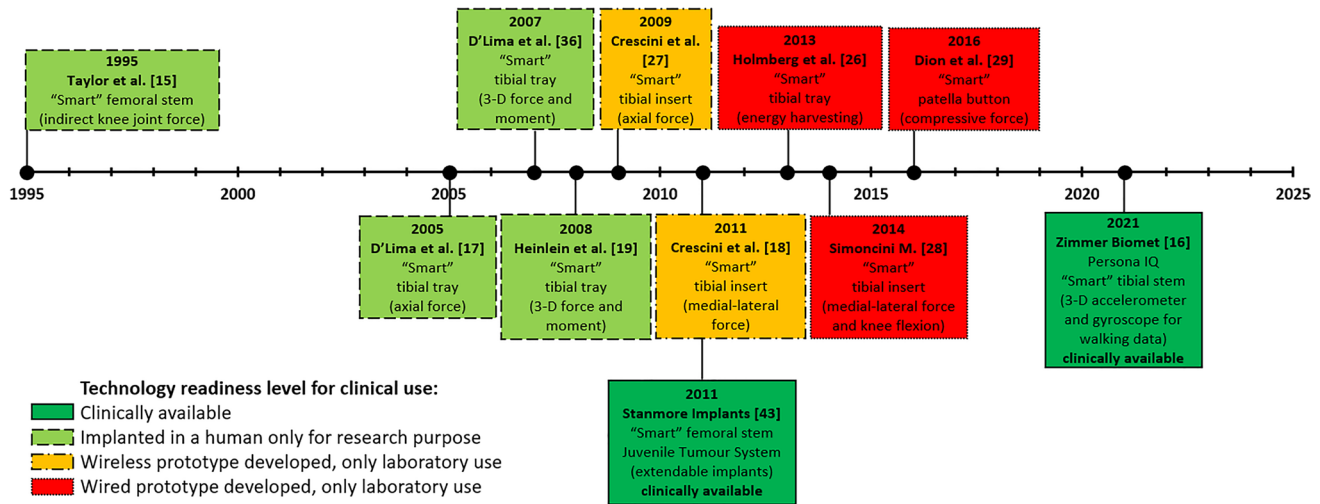 1995
Taylor et al. [15]
“Smart” femoral stem
(indirect knee joint force)
2007
D’Lima et al. [36]
“Smart”
tibial tray
(3-D force and
moment)
2009
Crescini et al.
[27]
“Smart”
tibial insert
(axial force)
2013
Holmberg et al. [26]
“Smart”
tibial tray
(energy harvesting)
2016
Dion et al. [29]
“Smart”
patella button
(compressive force)
1995
2000
2005
2010
2015
2020
2025
2005
D’Lima et al. [17]
“Smart”
tibial tray
(axial force)
2008
Heinlein et al. [19]
“Smart”
tibial tray
(3-D force and
moment)
2011
Crescini et al. [18]
“Smart”
tibial insert
(medial-lateral
force)
2014
Simoncini M. [28]
“Smart”
tibial insert
(medial-lateral force
and knee flexion)
2021
Zimmer Biomet [16]
Persona IQ
“Smart” tibial stem
(3-D accelerometer
and gyroscope for
walking data)
clinically available
2011
Stanmore Implants [43]
“Smart” femoral stem
Juvenile Tumour System
(extendable implants)
clinically available
Technology readiness level for clinical use:
Clinically available
Implanted in a human only for research purpose
Wireless prototype developed, only laboratory use
Wired prototype developed, only laboratory use